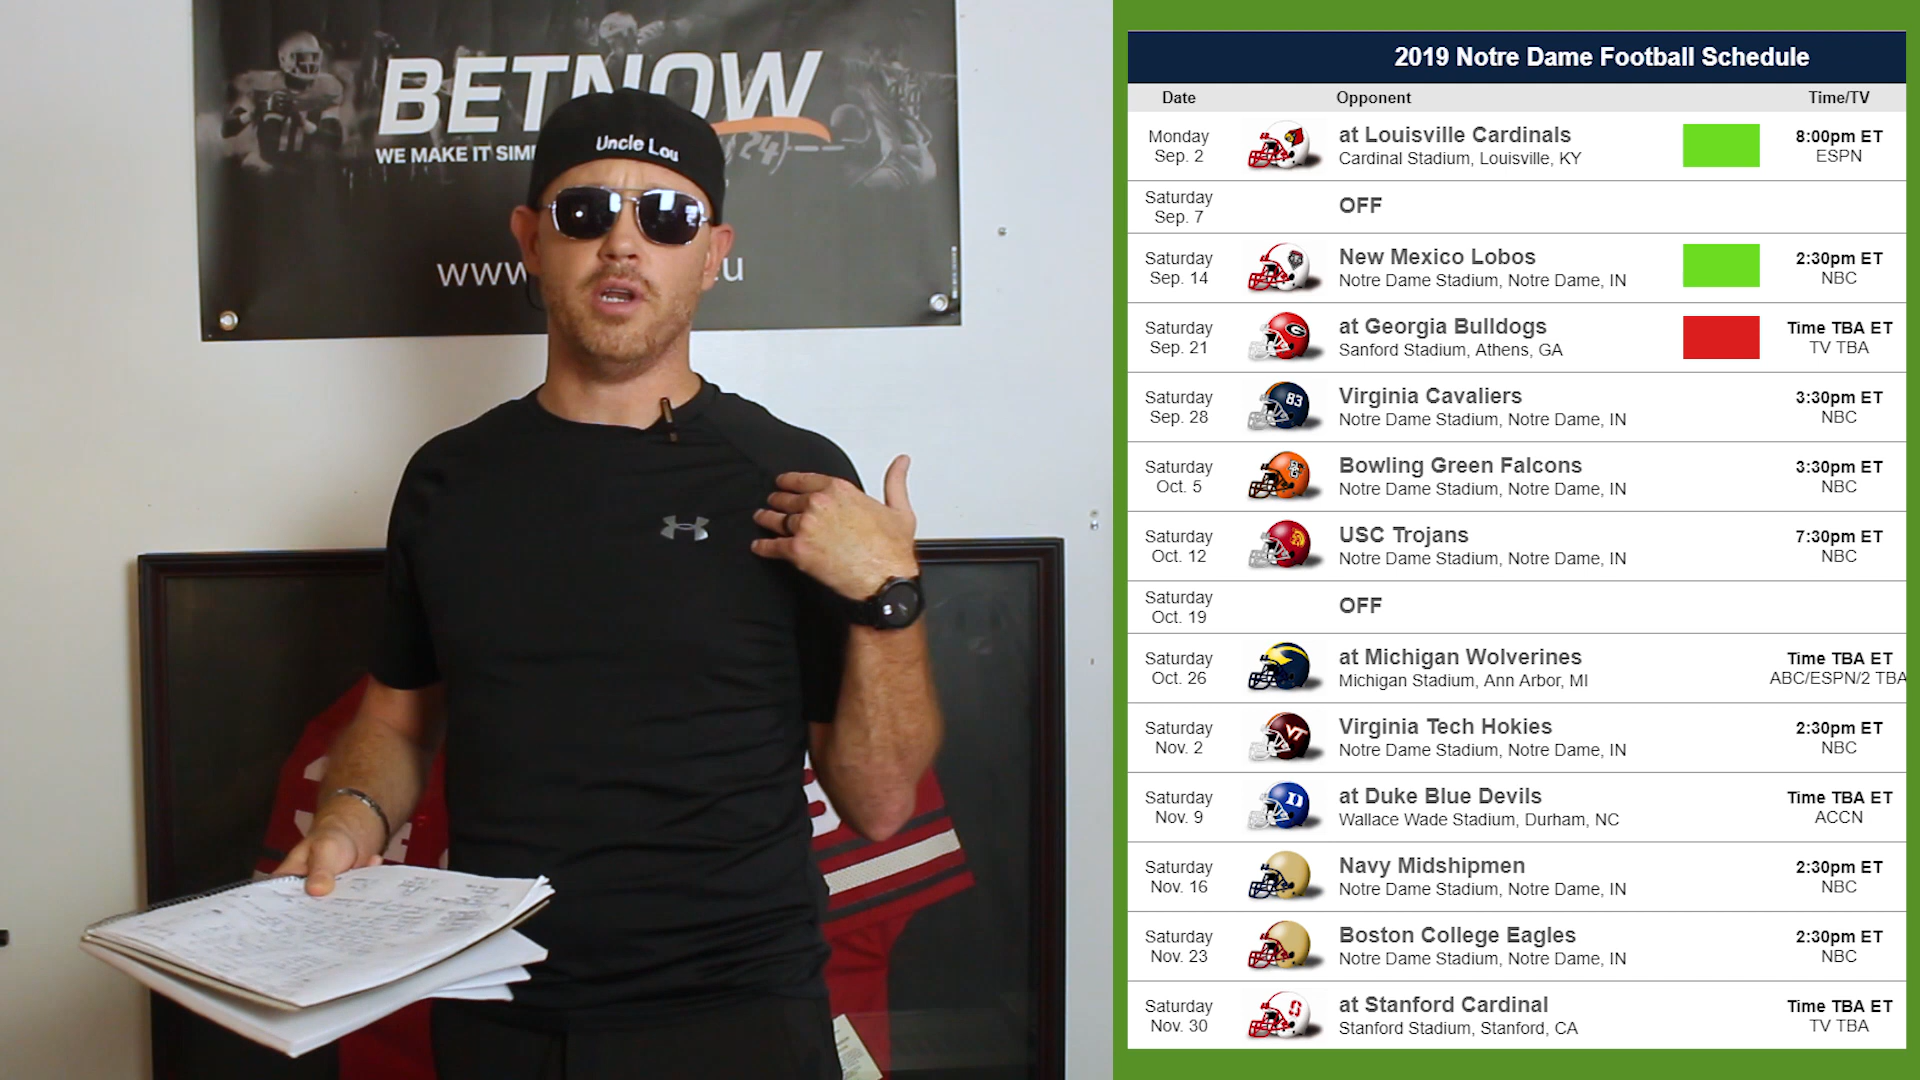 BETNOW
WE MAKE IT SIM
Uncle Lou
www
u
2019 Notre Dame Football Schedule
Date Opponent Time/TV
Monday Sep. 2 at Louisville Cardinals 8:00pm ET
Cardinal Stadium, Louisville, KY ESPN
Saturday Sep. 7 OFF
Saturday Sep. 14 New Mexico Lobos 2:30pm ET
Notre Dame Stadium, Notre Dame, IN NBC
Saturday Sep. 21 at Georgia Bulldogs Time TBA ET
Sanford Stadium, Athens, GA TV TBA
Saturday Sep. 28 Virginia Cavaliers 3:30pm ET
83
Notre Dame Stadium, Notre Dame, IN NBC
Saturday Oct. 5 Bowling Green Falcons 3:30pm ET
Notre Dame Stadium, Notre Dame, IN NBC
Saturday Oct. 12 USC Trojans 7:30pm ET
Notre Dame Stadium, Notre Dame, IN NBC
Saturday Oct. 19 OFF
Saturday Oct. 26 at Michigan Wolverines Time TBA ET
Michigan Stadium, Ann Arbor, MI ABC/ESPN/2 TBA
Saturday Nov. 2 Virginia Tech Hokies 2:30pm ET
Notre Dame Stadium, Notre Dame, IN NBC
Saturday Nov. 9 at Duke Blue Devils Time TBA ET
Wallace Wade Stadium, Durham, NC ACCN
Saturday Nov. 16 Navy Midshipmen 2:30pm ET
Notre Dame Stadium, Notre Dame, IN NBC
Saturday Nov. 23 Boston College Eagles 2:30pm ET
Notre Dame Stadium, Notre Dame, IN NBC
Saturday Nov. 30 at Stanford Cardinal Time TBA ET
Stanford Stadium, Stanford, CA TV TBA